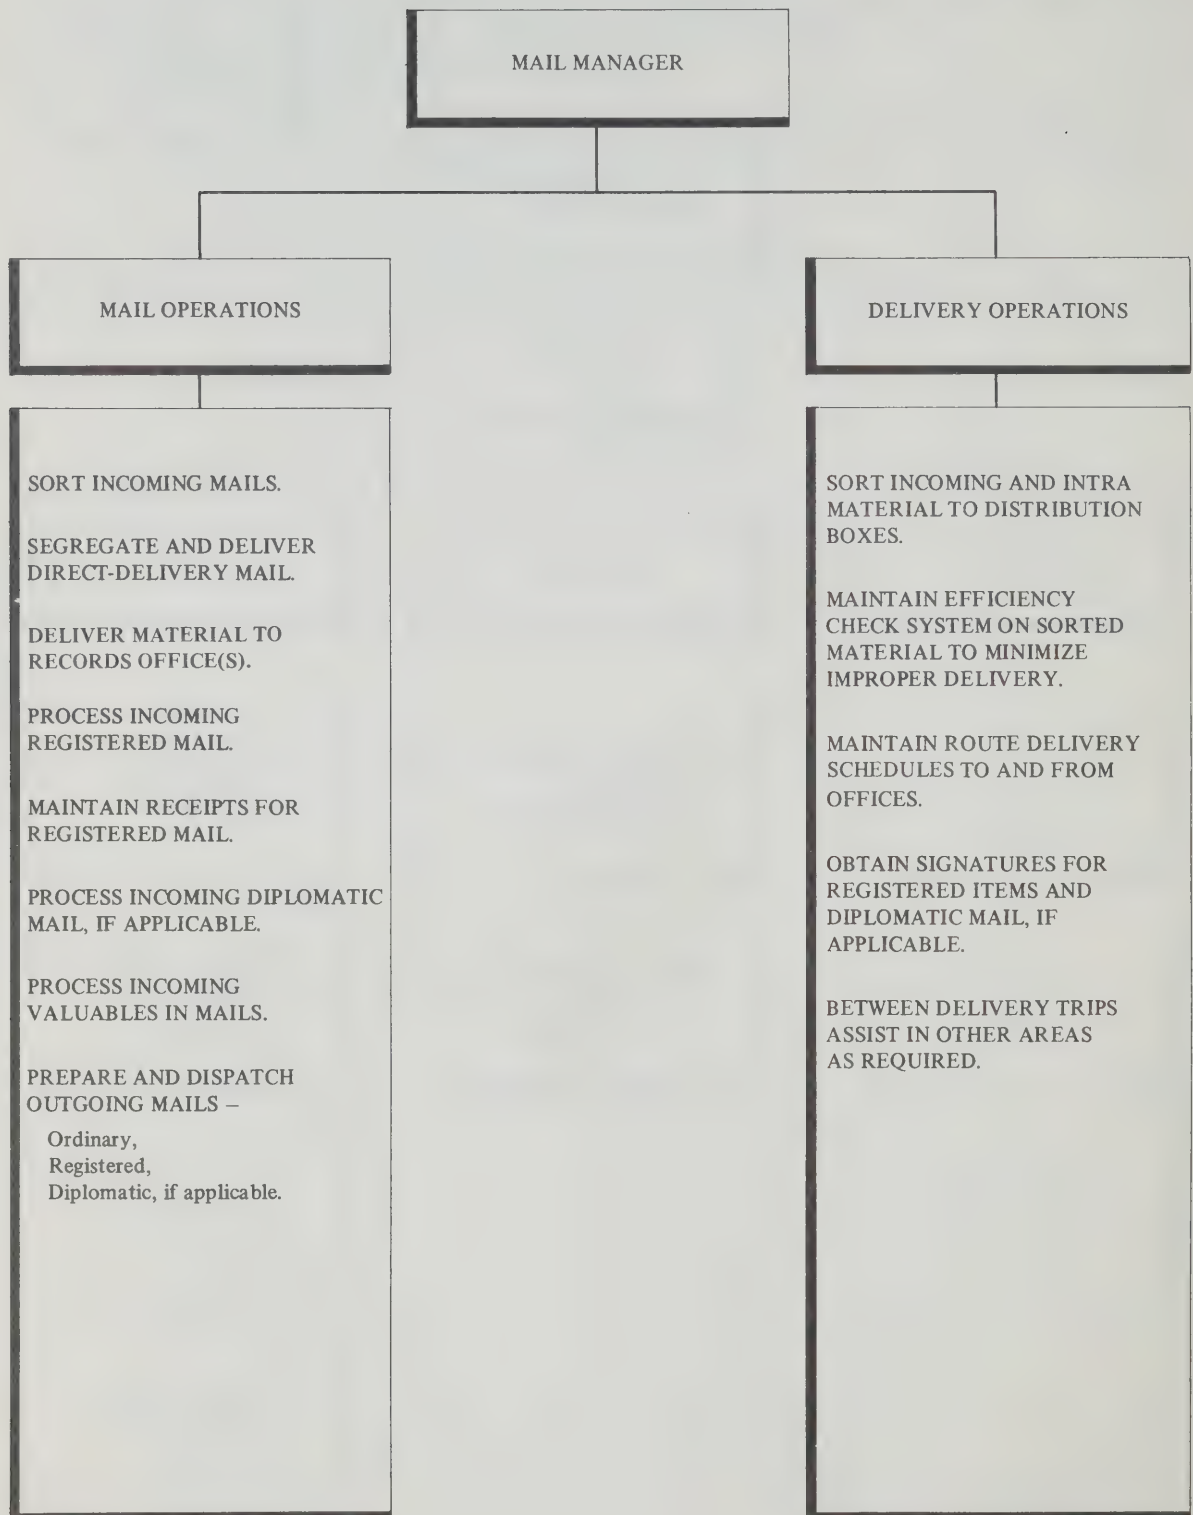 MAIL MANAGER
MAIL OPERATIONS
SORT INCOMING MAILS.
SEGREGATE AND DELIVER
DIRECT-DELIVERY MAIL.
DELIVER MATERIAL TO
RECORDS OFFICE(S).
PROCESS INCOMING
REGISTERED MAIL.
MAINTAIN RECEIPTS FOR
REGISTERED MAIL.
PROCESS INCOMING DIPLOMATIC
MAIL, IF APPLICABLE.
PROCESS INCOMING
VALUABLES IN MAILS.
PREPARE AND DISPATCH
OUTGOING MAILS –
Ordinary,
Registered,
Diplomatic, if applicable.
DELIVERY OPERATIONS
SORT INCOMING AND INTRA
MATERIAL TO DISTRIBUTION
BOXES.
MAINTAIN EFFICIENCY
CHECK SYSTEM ON SORTED
MATERIAL TO MINIMIZE
IMPROPER DELIVERY.
MAINTAIN ROUTE DELIVERY
SCHEDULES TO AND FROM
OFFICES.
OBTAIN SIGNATURES FOR
REGISTERED ITEMS AND
DIPLOMATIC MAIL, IF
APPLICABLE.
BETWEEN DELIVERY TRIPS
ASSIST IN OTHER AREAS
AS REQUIRED.